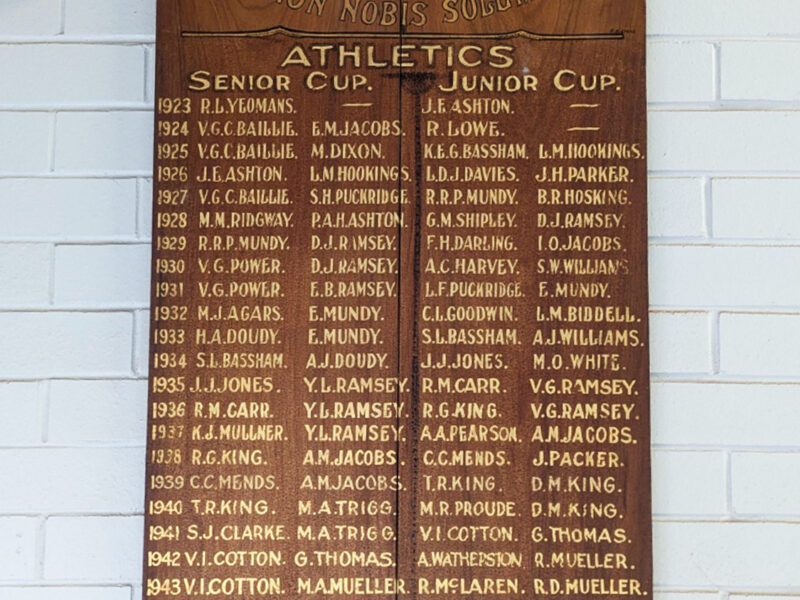 NON NOBIS
ATHLETICS
SENIOR CUP. JUNIOR CUP.
1923 R.L.YEOMANS. — J.F.ASHTON. —
1924 V.G.C.BAILLIE. E.M.JACOBS. R.LOWE. —
1925 V.G.C.BAILLIE. M.DIXON. K.E.G.BASSHAM. L.M.HOOKINGS.
1926 J.F.ASHTON. L.M.HOOKINGS. L.D.J.DAVIES. J.H.PARKER.
1927 V.G.C.BAILLIE. S.H.PUCKRIDGE. R.R.P.MUNDY. B.R.HOSKING.
1928 M.M.RIDGWAY. P.A.H.ASHTON. G.M.SHIPLEY. D.J.RAMSEY.
1929 R.R.P.MUNDY. D.J.RAMSEY. F.H.DARLING. I.O.JACOBS.
1930 V.G.POWER. D.J.RAMSEY. A.C.HARVEY. S.W.WILLIAMS
1931 V.G.POWER. E.B.RAMSEY. L.F.PUCKRIDGE. E.MUNDY.
1932 M.J.AGARS. E.MUNDY. C.L.GOODWIN. L.M.BIDDELL.
1933 H.A.DOUDY. E.MUNDY. S.L.BASSHAM. A.J.WILLIAMS.
1934 S.L.BASSHAM. A.J.DOUDY. J.J.JONES. M.O.WHITE.
1935 J.J.JONES. Y.L.RAMSEY. R.M.CARR. V.G.RAMSEY.
1936 R.M.CARR. Y.L.RAMSEY. R.G.KING. V.G.RAMSEY.
1937 K.J.MULLNER. Y.L.RAMSEY. A.A.PEARSON. A.M.JACOBS.
1938 R.G.KING. A.M.JACOBS. C.C.MENDS. J.PACKER.
1939 C.C.MENDS. A.M.JACOBS. T.R.KING. D.M.KING.
1940 T.R.KING. M.A.TRIGG. M.R.PROUDE. D.M.KING.
1941 S.J.CLARKE. M.A.TRIGG. V.I.COTTON. G.THOMAS.
1942 V.I.COTTON. G.THOMAS. A.WATHERSTON R.MUELLER.
1943 V.I.COTTON. M.A.MUELLER. R.McLAREN. R.D.MUELLER.